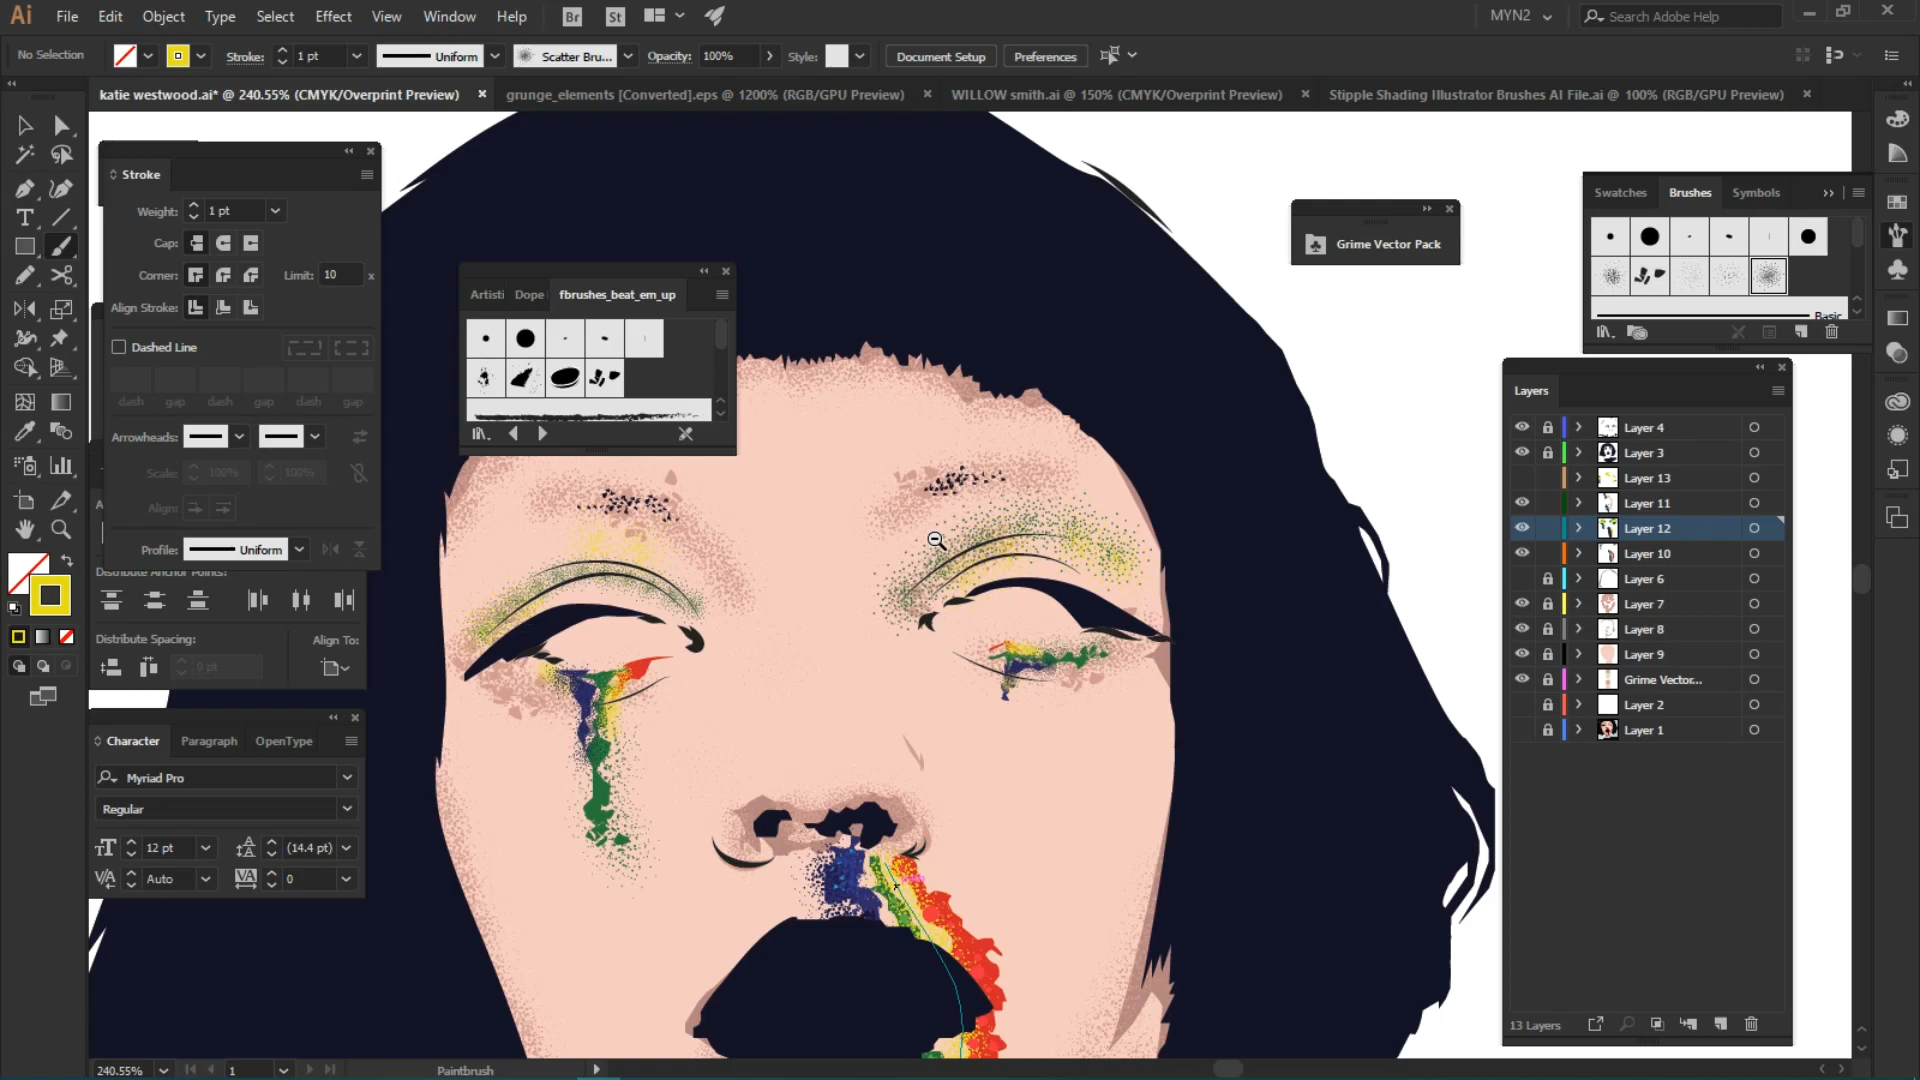 Ai File Edit Object Type Select Effect View Window Help Br St MYN2 Search Adobe Help
No Selection Stroke: 1 pt Uniform Scatter Bru... Opacity: 100% Style: Document Setup Preferences
katie westwood.ai* @ 240.55% (CMYK/Overprint Preview) grunge_elements [Converted].eps @ 1200% (RGB/GPU Preview) WILLOW smith.ai @ 150% (CMYK/Overprint Preview) Stipple Shading Illustrator Brushes AI File.ai @ 100% (RGB/GPU Preview)
Stroke
Weight: 1 pt
Cap:
Corner: Limit: 10 x
Align Stroke:
Dashed Line
dash gap dash gap dash gap
Arrowheads:
Scale: 100% 100%
Align:
Profile: Uniform
Distribute Anchor Points:
Distribute Spacing: Align To:
0 pt
Character Paragraph OpenType
Myriad Pro
Regular
12 pt (14.4 pt)
Auto 0
Artisti Dope fbrushes_beat_em_up
Grime Vector Pack
Swatches Brushes Symbols
Basic
Layers
Layer 4
Layer 3
Layer 13
Layer 11
Layer 12
Layer 10
Layer 6
Layer 7
Layer 8
Layer 9
Grime Vector...
Layer 2
Layer 1
13 Layers
240.55% 1 Paintbrush